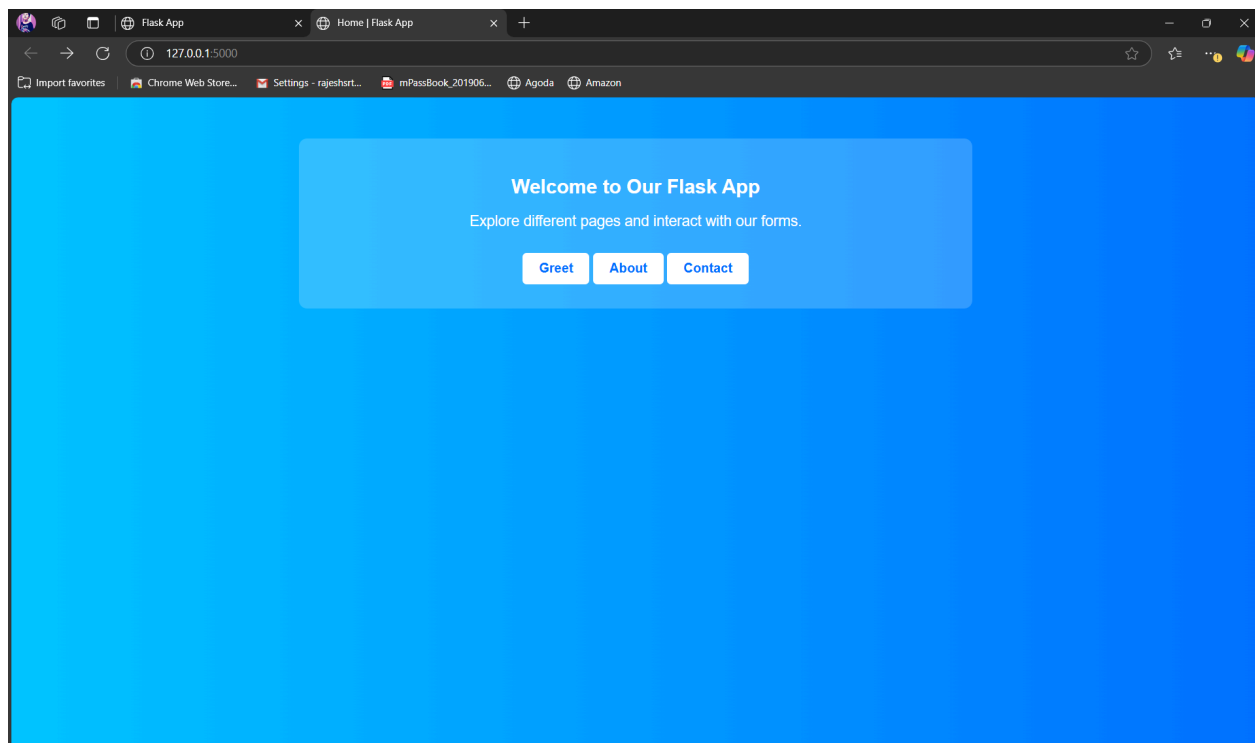 Flask App
Home | Flask App
127.0.0.1:5000
Import favorites
Chrome Web Store...
Settings - rajeshsrt...
PDF
mPassBook_201906...
Agoda
Amazon
Welcome to Our Flask App
Explore different pages and interact with our forms.
Greet About Contact